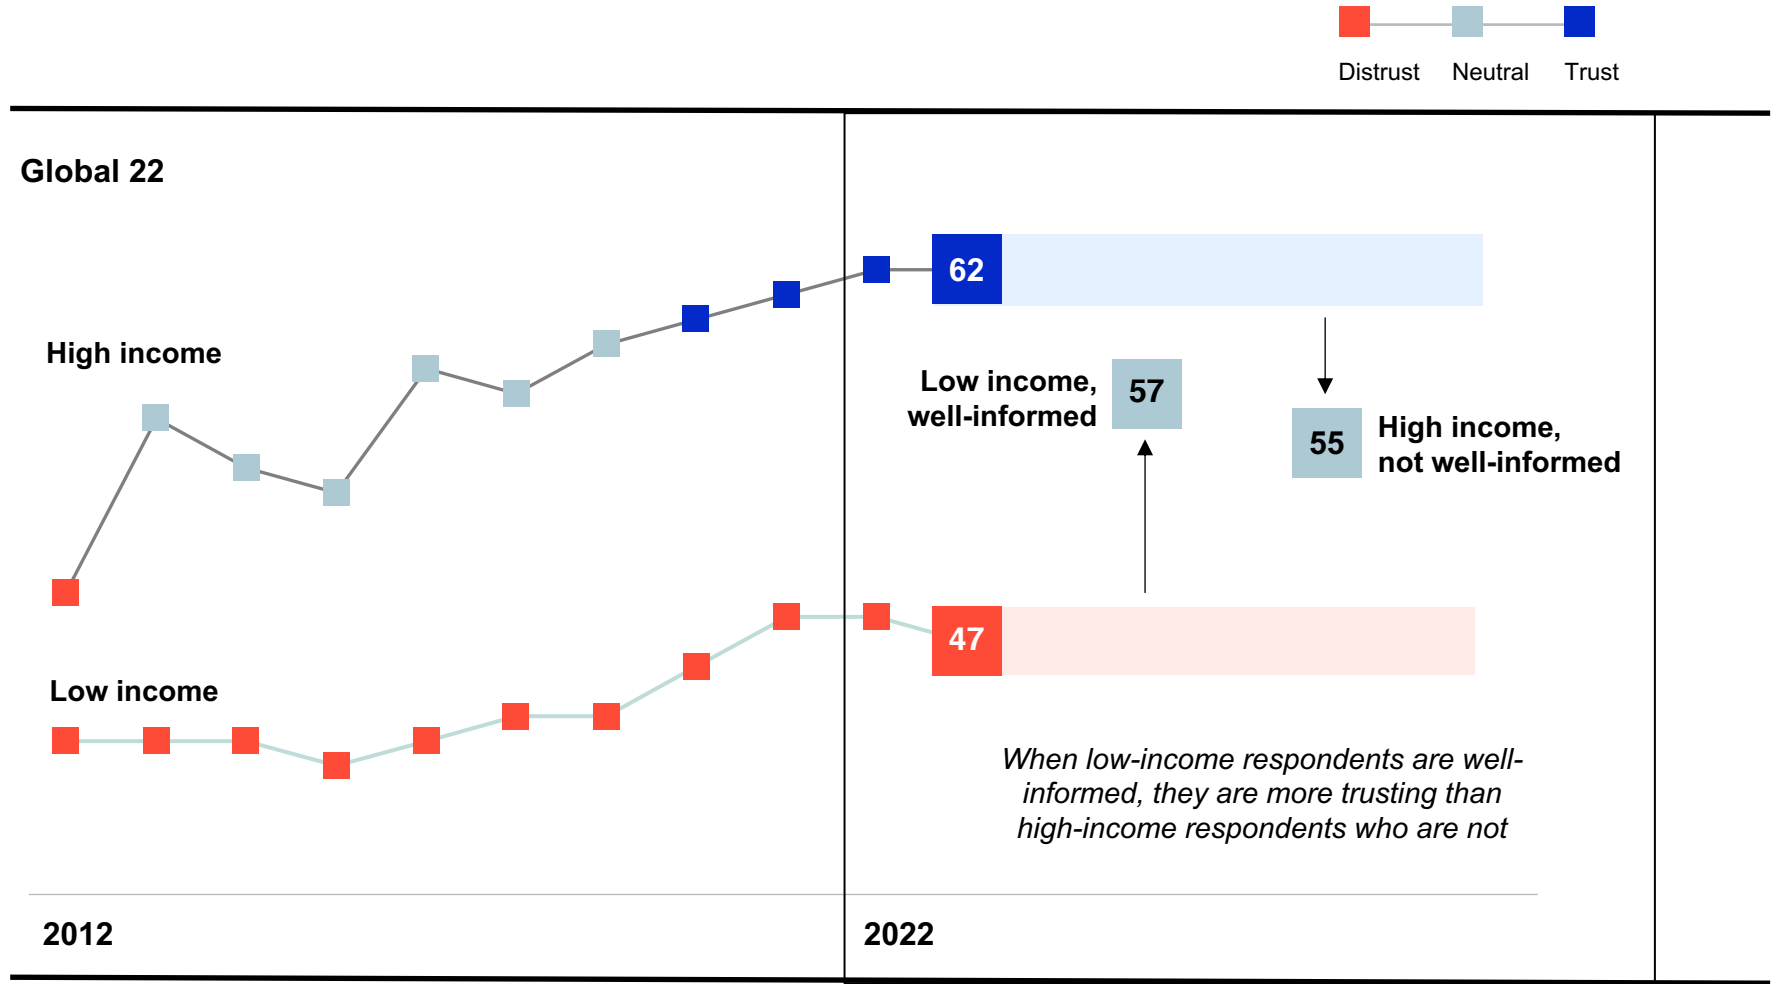 Distrust Neutral Trust
Global 22
62
High income
Low income,
well-informed
57
55
High income,
not well-informed
47
Low income
When low-income respondents are well-
informed, they are more trusting than
high-income respondents who are not
2012
2022